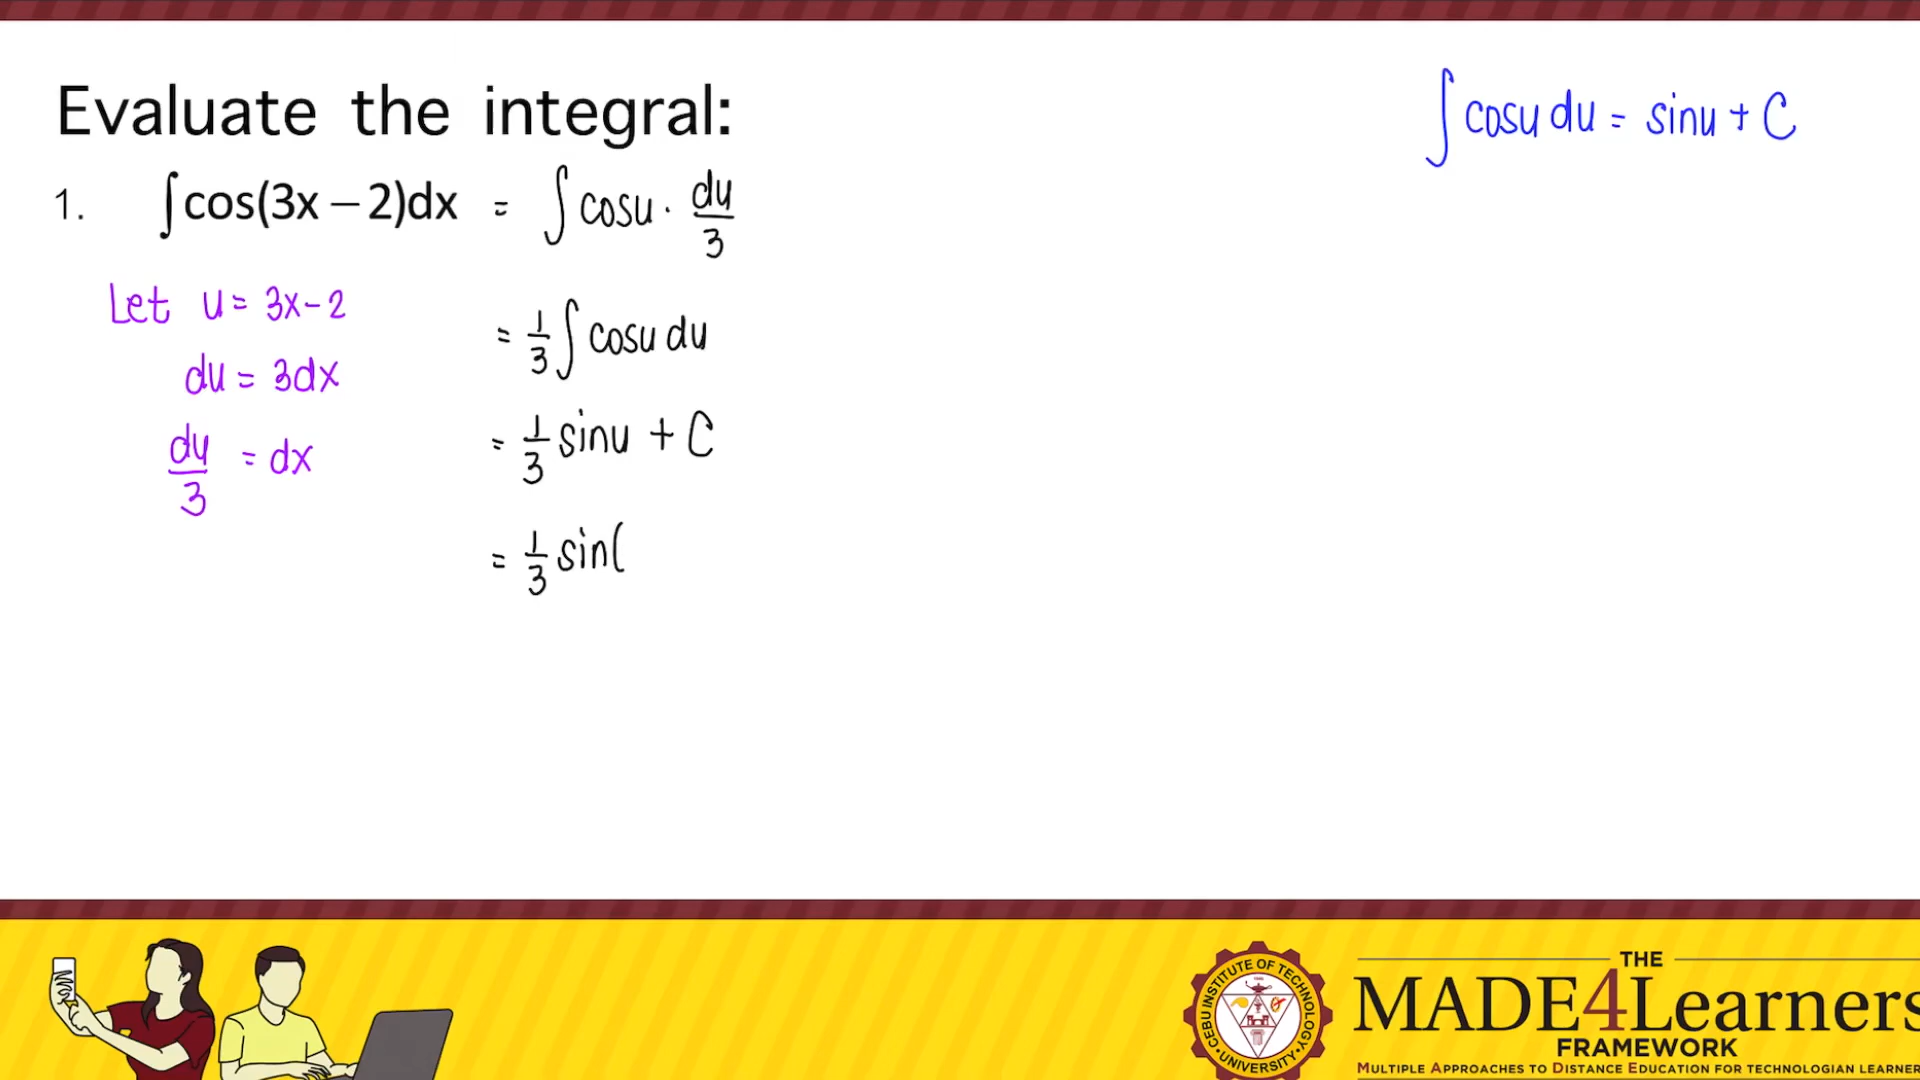 Evaluate the integral:
∫cos u du = sin u + C
1. ∫cos(3x – 2)dx = ∫cos u · du/3
Let u = 3x - 2
du = 3dx
du/3 = dx
= 1/3 ∫cos u du
= 1/3 sin u + C
= 1/3 sin(
CEBU INSTITUTE OF TECHNOLOGY
• UNIVERSITY •
THE
MADE4Learners
FRAMEWORK
MULTIPLE APPROACHES TO DISTANCE EDUCATION FOR TECHNOLOGIAN LEARNER